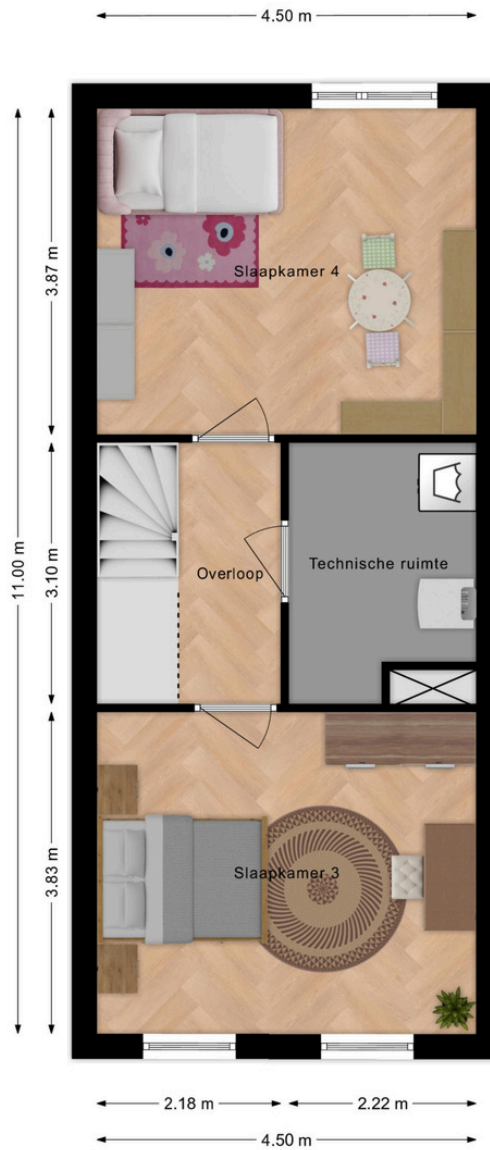 4.50 m
3.87 m
Slaapkamer 4
11.00 m
3.10 m
Overloop
Technische ruimte
3.83 m
Slaapkamer 3
2.18 m
2.22 m
4.50 m